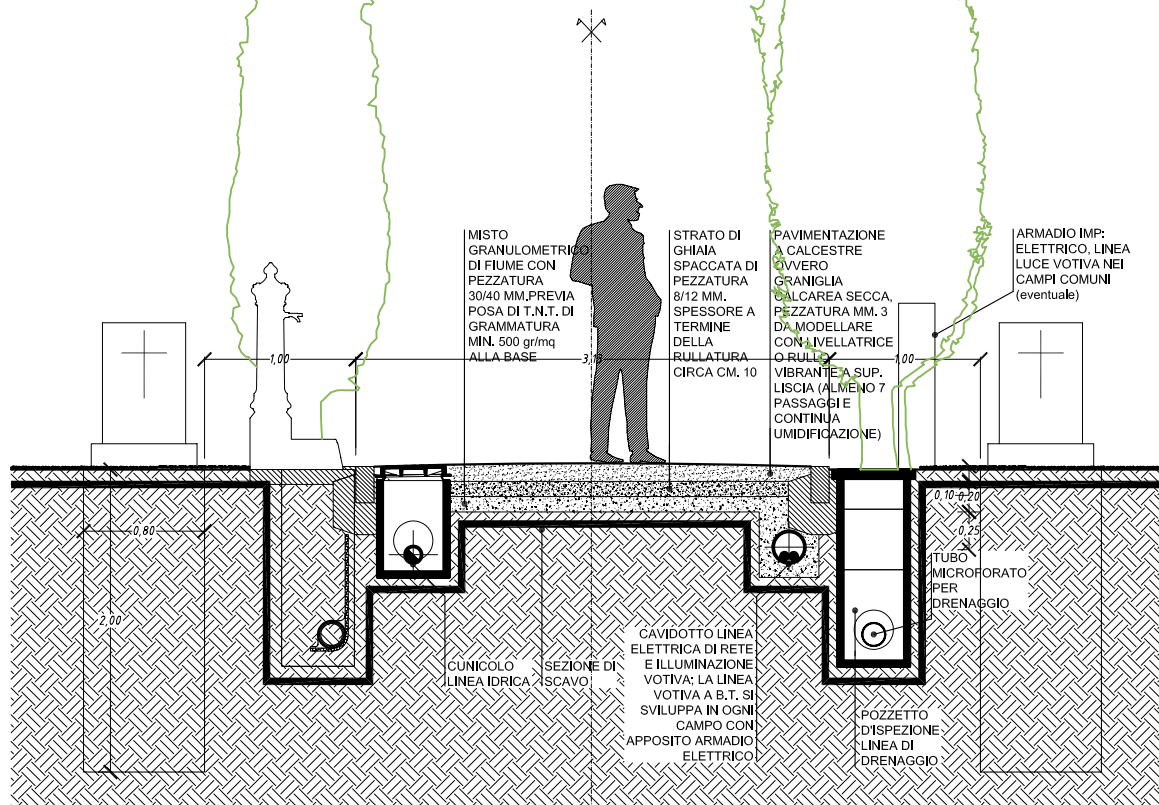 MISTO
GRANULOMETRICO
DI FIUME CON
PEZZATURA
30/40 MM.PREVIA
POSA DI T.N.T. DI
GRAMMATURA
MIN. 500 gr/mq
ALLA BASE
STRATO DI
GHIAIA
SPACCATA DI
PEZZATURA
8/12 MM.
SPESSORE A
TERMINE
DELLA
RULLATURA
CIRCA CM. 10
PAVIMENTAZIONE
A CALCESTRE
OVVERO
GRANIGLIA
CALCAREA SECCA,
PEZZATURA MM. 3
DA MODELLARE
CON LIVELLATRICE
O RULLO
VIBRANTE A SUP.
LISCIA (ALMENO 7
PASSAGGI E
CONTINUA
UMIDIFICAZIONE)
ARMADIO IMP:
ELETTRICO, LINEA
LUCE VOTIVA NEI
CAMPI COMUNI
(eventuale)
1,00
3,13
1,00
0,10
0,20
0,25
0,80
2,00
TUBO
MICROFORATO
PER
DRENAGGIO
CUNICOLO
LINEA IDRICA
SEZIONE DI
SCAVO
CAVIDOTTO LINEA
ELETTRICA DI RETE
E ILLUMINAZIONE
VOTIVA; LA LINEA
VOTIVA A B.T. SI
SVILUPPA IN OGNI
CAMPO CON
APPOSITO ARMADIO
ELETTRICO
POZZETTO
D'ISPEZIONE
LINEA DI
DRENAGGIO